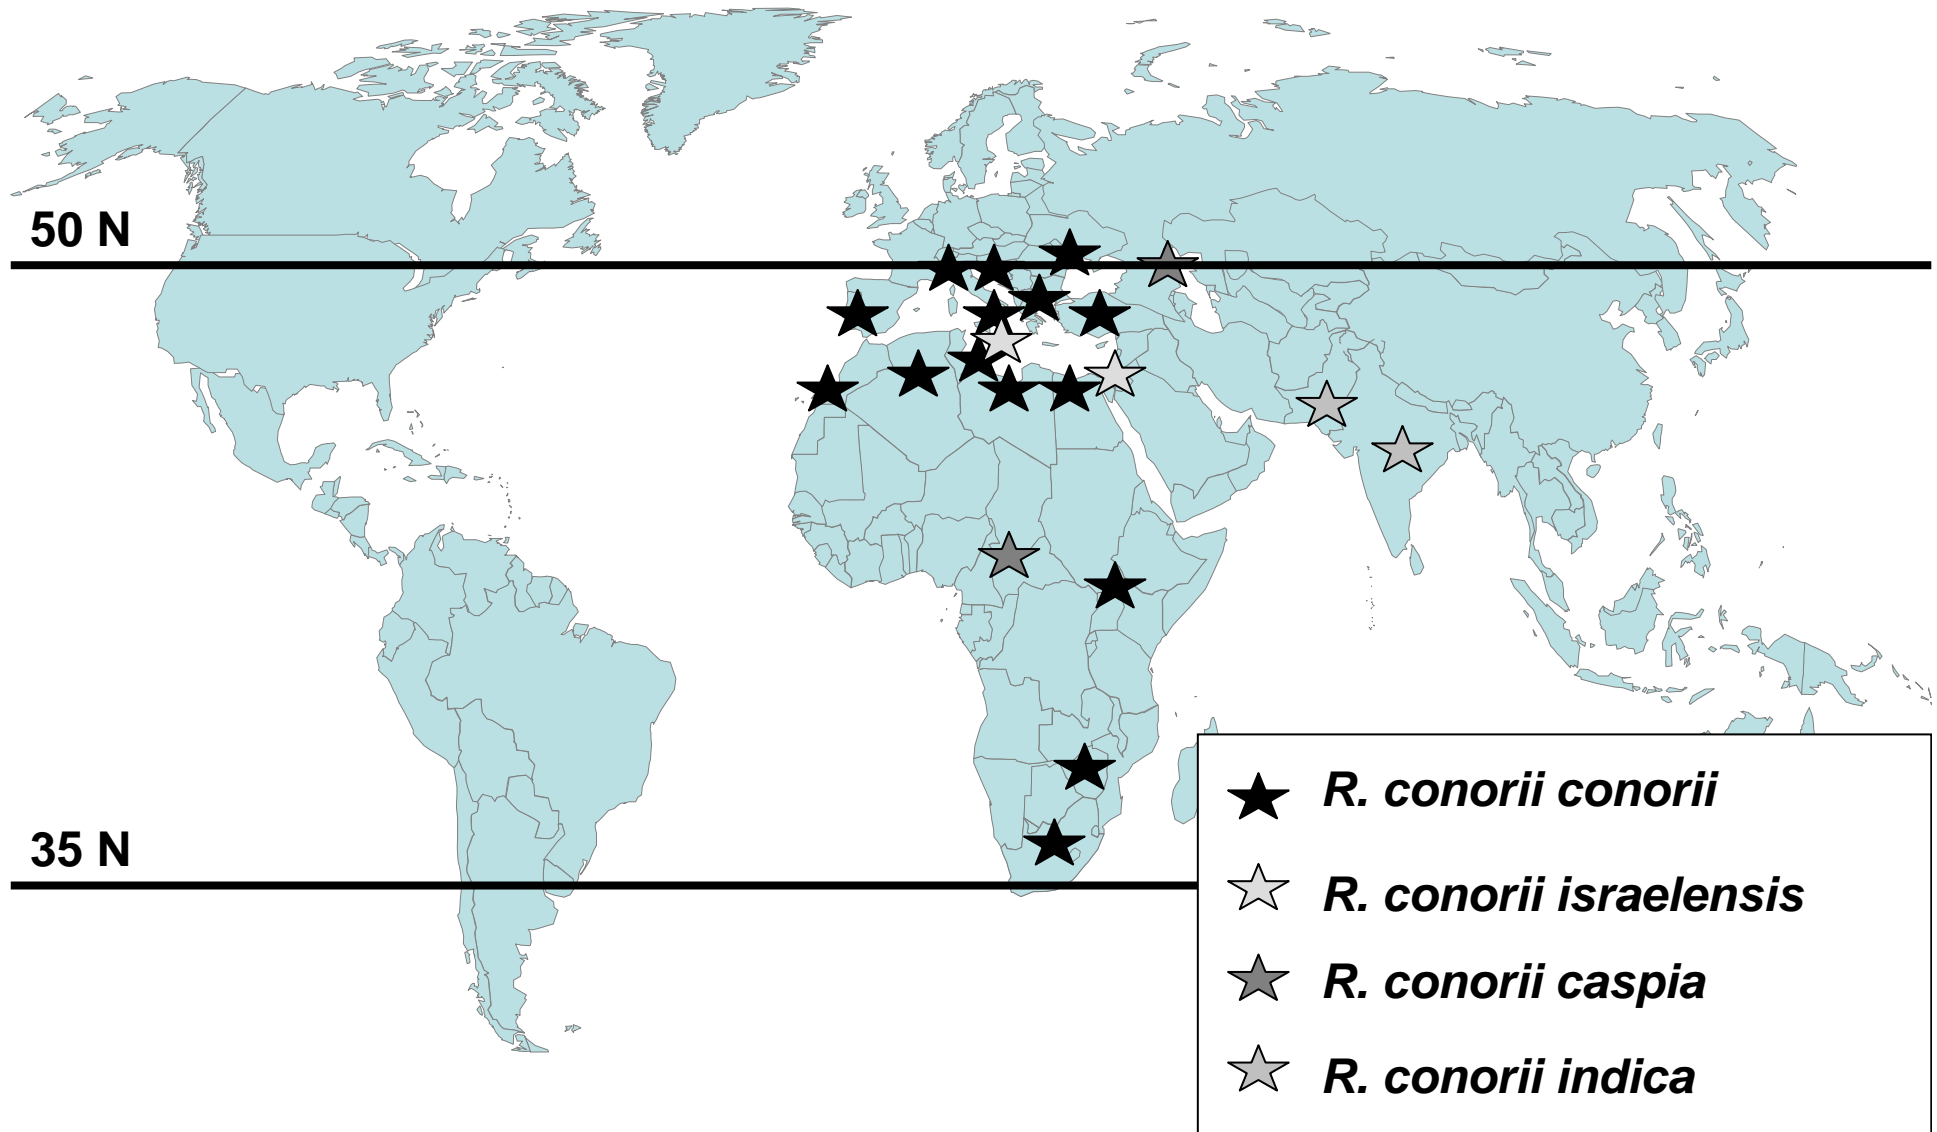 50 N
35 N
R. conorii conorii
R. conorii israelensis
R. conorii caspia
R. conorii indica